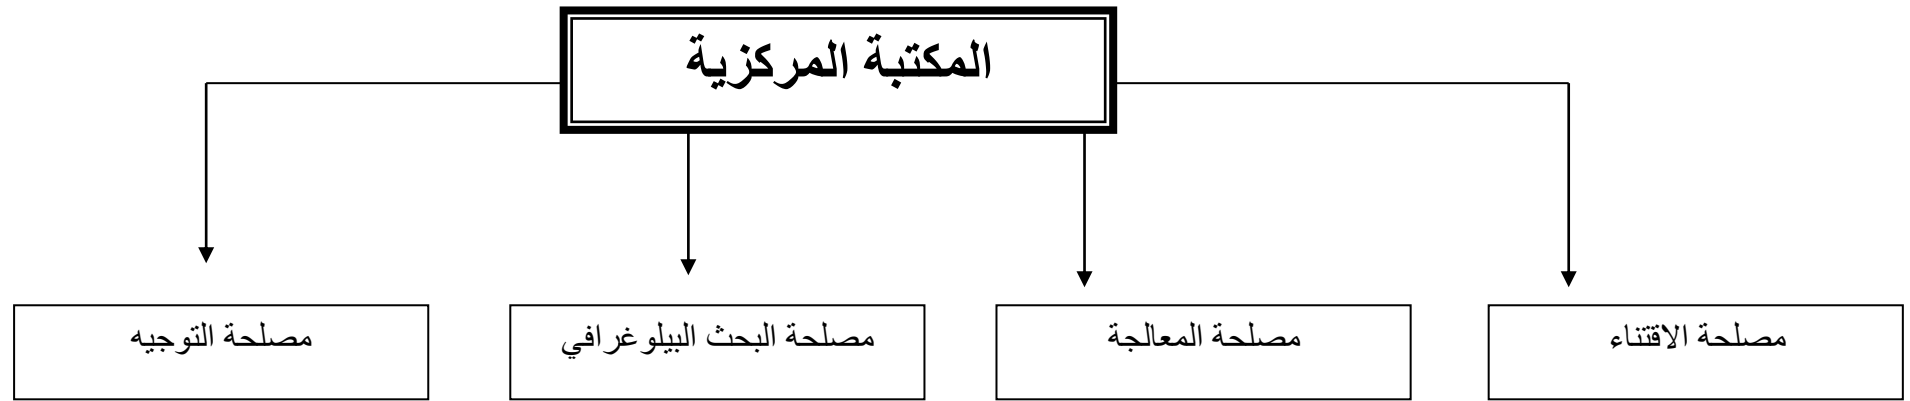 المكتبة المركزية
مصلحة الاقتناء
مصلحة المعالجة
مصلحة البحث البيلوغرافي
مصلحة التوجيه